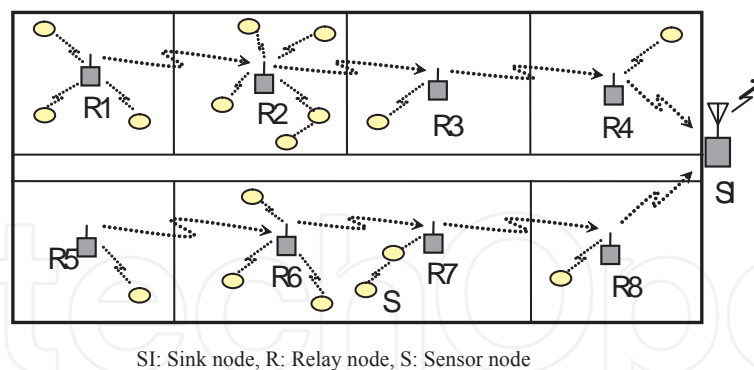 R1
R2
R3
R4
SI
R5
R6
R7
R8
S
SI: Sink node, R: Relay node, S: Sensor node